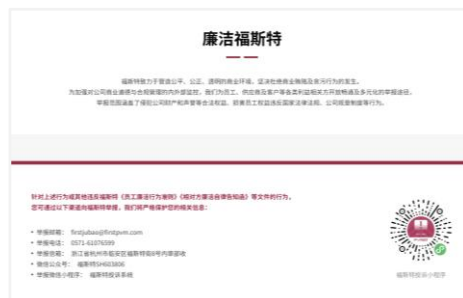 廉洁福斯特
福斯特致力于营造公平、公正、透明的商业环境，坚决杜绝商业贿赂及贪污行为的发生。
为加强对公司商业道德与合规管理的内外部监控，我们为员工、供应商及客户等各类利益相关方开放畅通及多元化的举报途径，
举报范围涵盖了侵犯公司财产和声誉等合法权益、损害员工权益违反国家法律法规、公司规章制度等行为。
针对上述行为或其他违反福斯特《员工廉洁行为准则》《相对方廉洁自律告知函》等文件的行为，
您可通过以下渠道向福斯特举报，我们将严格保护您的相关信息：
• 举报邮箱： firstjubao@firstpvm.com
• 举报电话： 0571-61076599
• 举报信箱： 浙江省杭州市临安区福斯特街8号内审部收
• 微信公众号： 福斯特SH603806
• 举报微信小程序： 福斯特投诉系统
福斯特投诉小程序